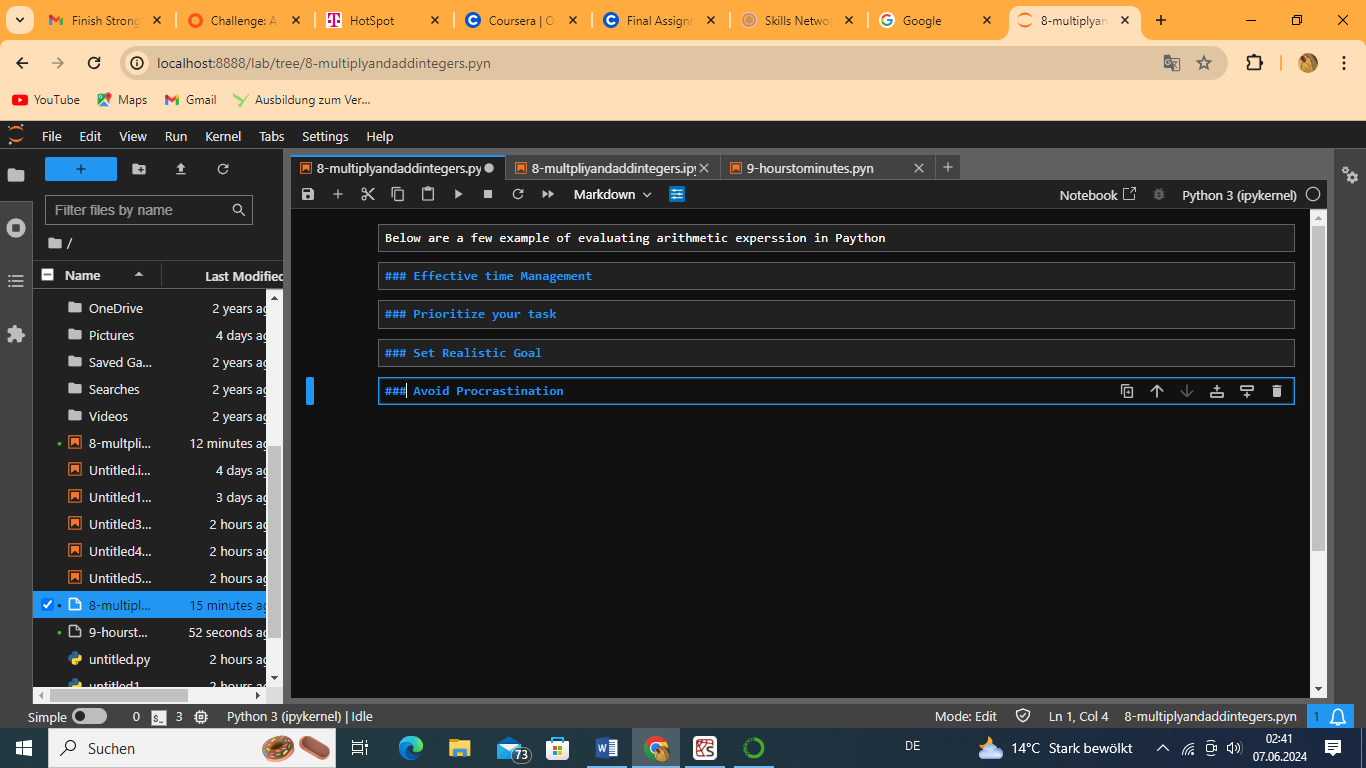 Finish Strong
Challenge: A
HotSpot
Coursera | O
Final Assignm
Skills Netwo
Google
8-multiplyan
localhost:8888/lab/tree/8-multiplyandaddintegers.pyn
YouTube
Maps
Gmail
Ausbildung zum Ver...
File Edit View Run Kernel Tabs Settings Help
8-multiplyandaddintegers.py
8-multpliyandaddintegers.ipy
9-hourstominutes.pyn
Filter files by name
Markdown
Notebook
Python 3 (ipykernel)
/
Name
Last Modified
OneDrive 2 years ag
Pictures 4 days ag
Saved Ga... 2 years ag
Searches 2 years ag
Videos 2 years ag
8-multpli... 12 minutes ag
Untitled.i... 4 days ag
Untitled1... 3 days ag
Untitled3... 2 hours ag
Untitled4... 2 hours ag
Untitled5... 2 hours ag
8-multipl... 15 minutes ag
9-hourst... 52 seconds ag
untitled.py 2 hours ag
untitled1 2 hours ag
Below are a few example of evaluating arithmetic experssion in Paython
### Effective time Management
### Prioritize your task
### Set Realistic Goal
### Avoid Procrastination
Simple
0
3
Python 3 (ipykernel) | Idle
Mode: Edit
Ln 1, Col 4
8-multiplyandaddintegers.pyn
1
Suchen
73
DE
14°C Stark bewölkt
02:41
07.06.2024